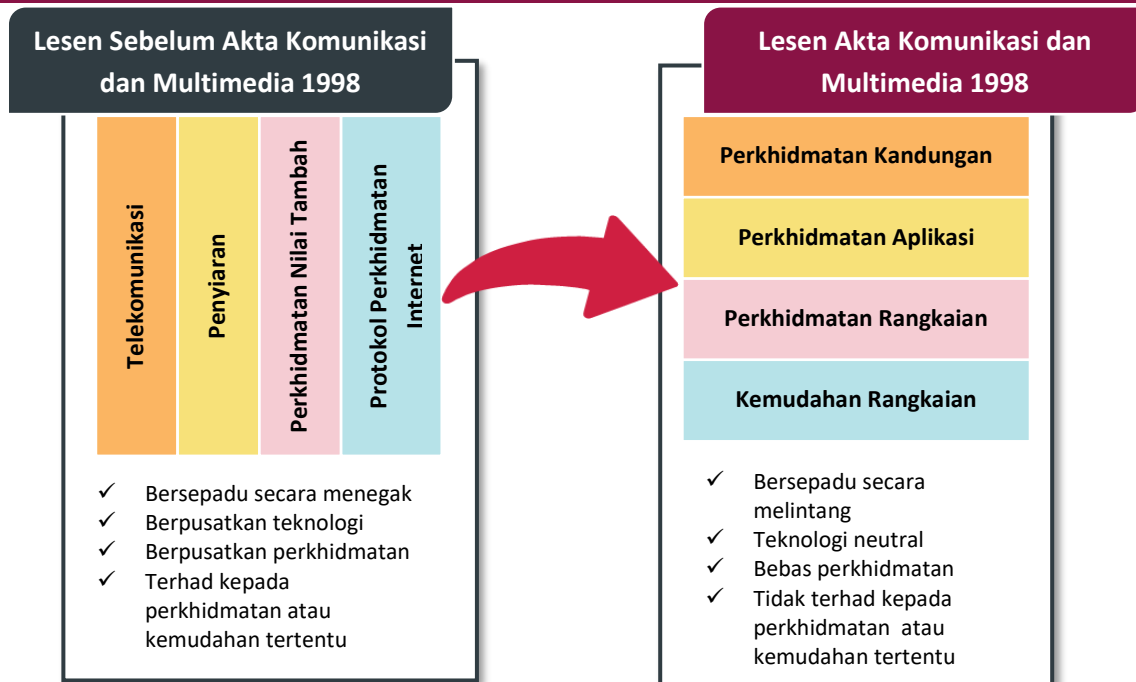 Lesen Sebelum Akta Komunikasi
dan Multimedia 1998
Telekomunikasi
Penyiaran
Perkhidmatan Nilai Tambah
Protokol Perkhidmatan
Internet
✓ Bersepadu secara menegak
✓ Berpusatkan teknologi
✓ Berpusatkan perkhidmatan
✓ Terhad kepada
perkhidmatan atau
kemudahan tertentu
Lesen Akta Komunikasi dan
Multimedia 1998
Perkhidmatan Kandungan
Perkhidmatan Aplikasi
Perkhidmatan Rangkaian
Kemudahan Rangkaian
✓ Bersepadu secara
melintang
✓ Teknologi neutral
✓ Bebas perkhidmatan
✓ Tidak terhad kepada
perkhidmatan atau
kemudahan tertentu